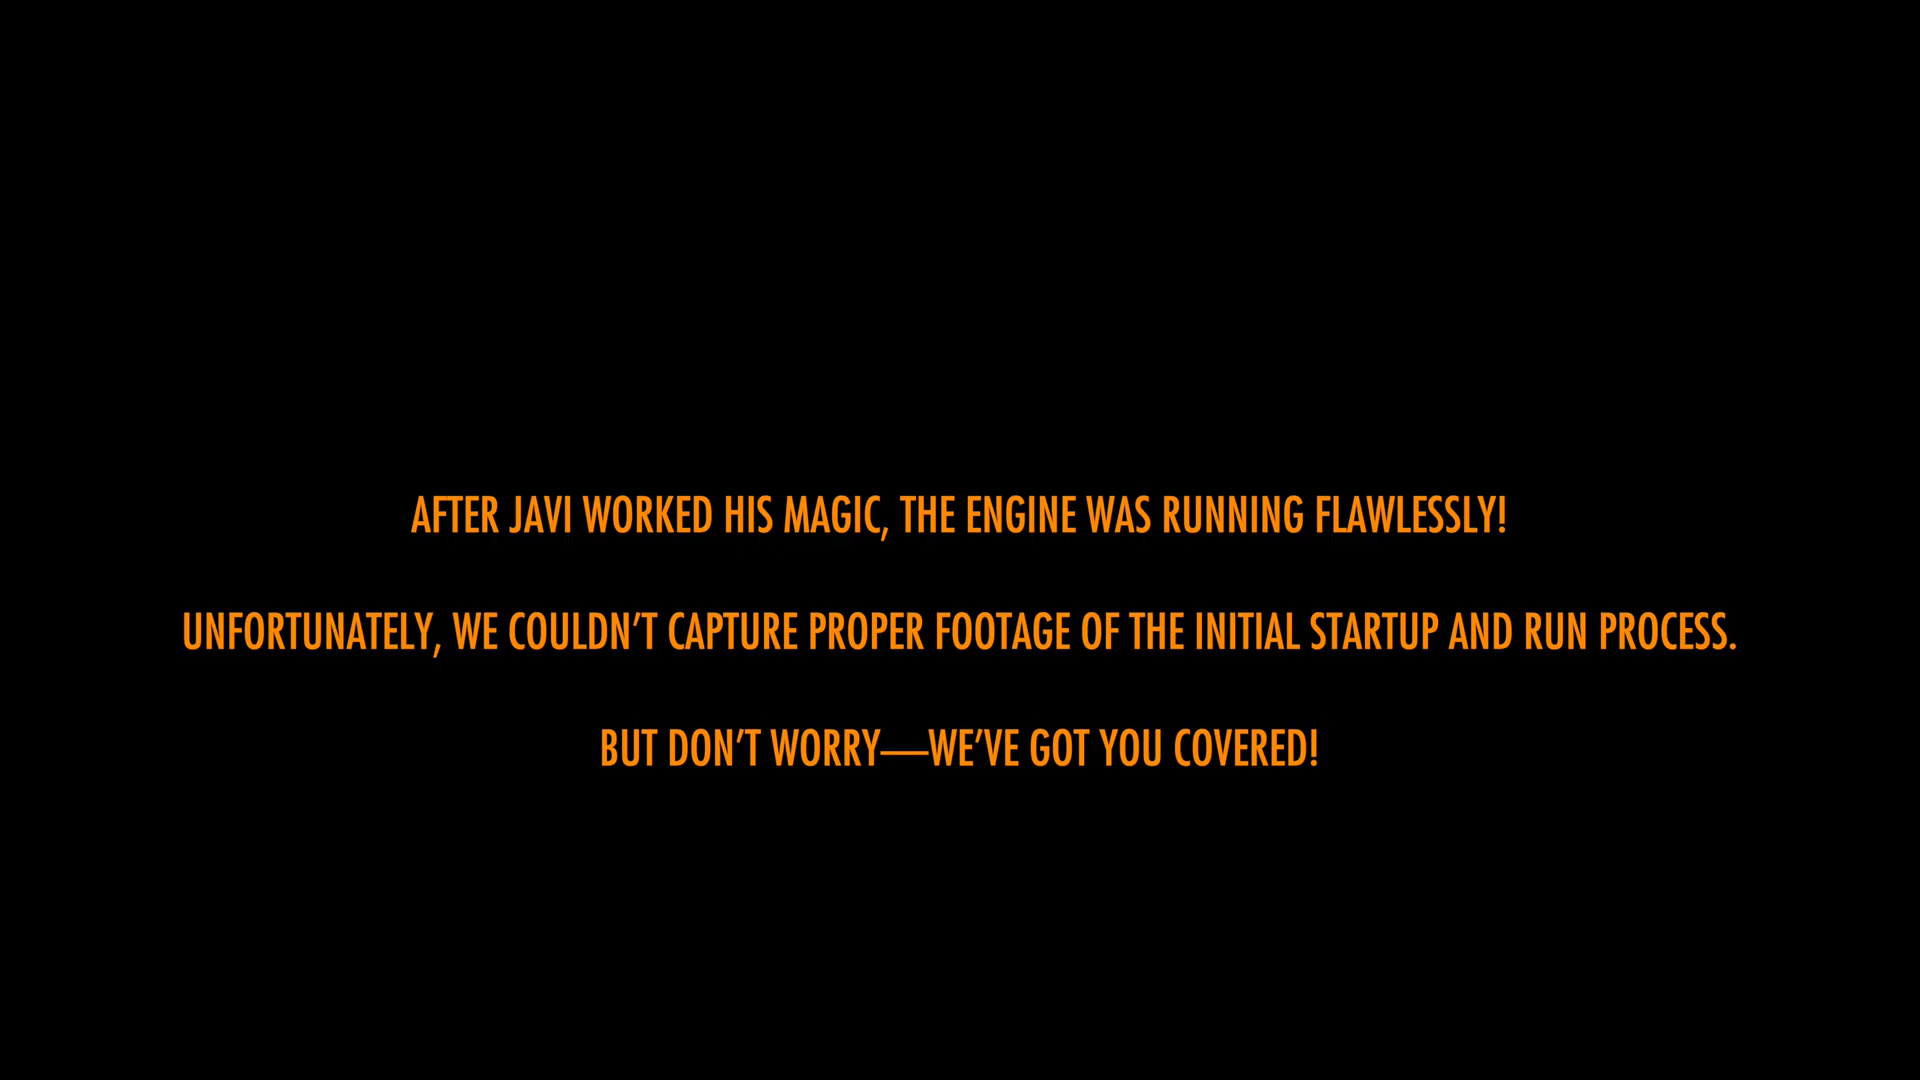 AFTER JAVI WORKED HIS MAGIC, THE ENGINE WAS RUNNING FLAWLESSLY!
UNFORTUNATELY, WE COULDN’T CAPTURE PROPER FOOTAGE OF THE INITIAL STARTUP AND RUN PROCESS.
BUT DON’T WORRY—WE’VE GOT YOU COVERED!